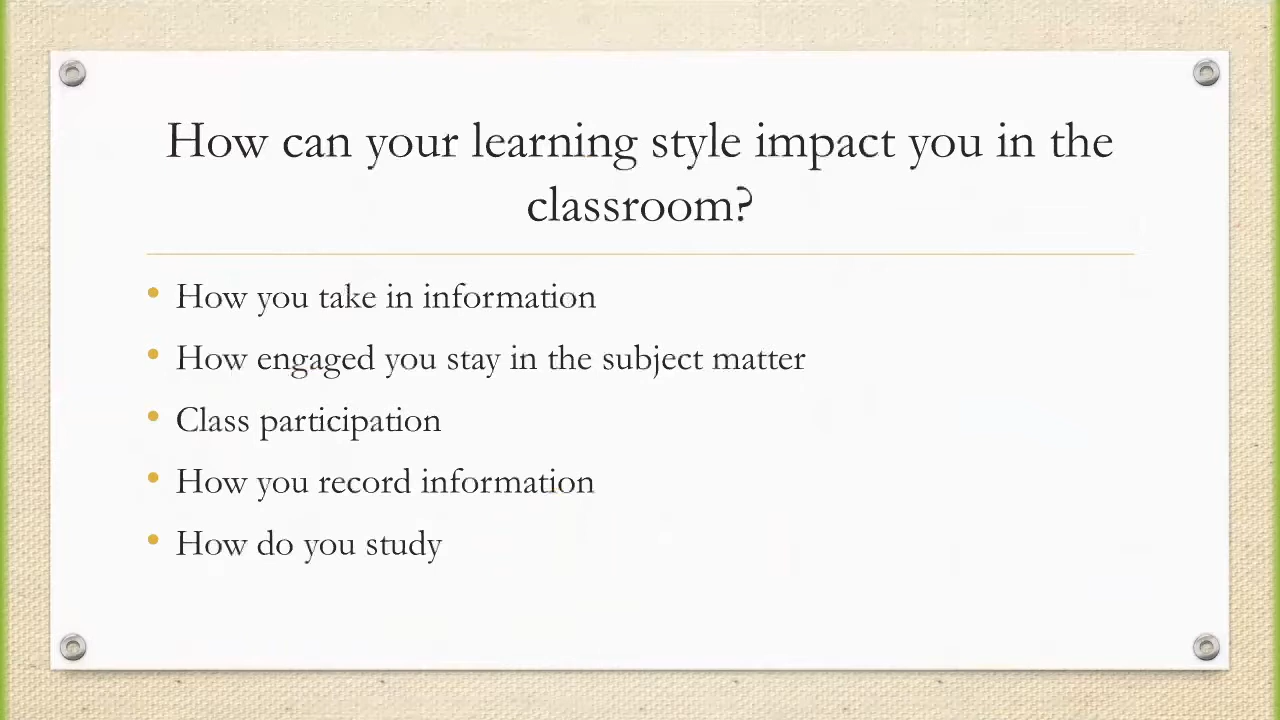 How can your learning style impact you in the
classroom?
• How you take in information
• How engaged you stay in the subject matter
• Class participation
• How you record information
• How do you study